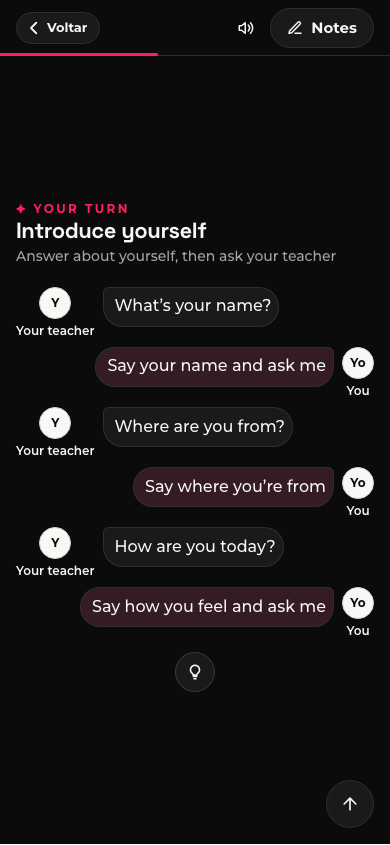 Voltar
Notes
YOUR TURN
Introduce yourself
Answer about yourself, then ask your teacher
Y
What's your name?
Your teacher
Say your name and ask me
Yo
You
Y
Where are you from?
Your teacher
Say where you're from
Yo
You
Y
How are you today?
Your teacher
Say how you feel and ask me
Yo
You